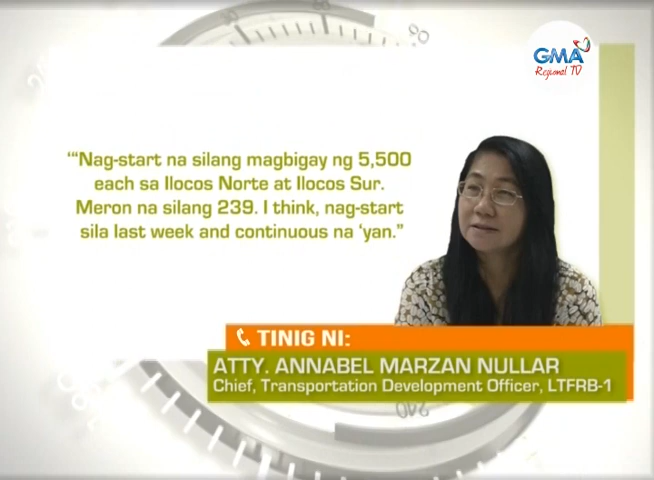 GMA
Regional TV
"“Nag-start na silang magbigay ng 5,500
each sa Ilocos Norte at Ilocos Sur.
Meron na silang 239. I think, nag-start
sila last week and continuous na ‘yan.”
TINIG NI:
ATTY. ANNABEL MARZAN NULLAR
Chief, Transportation Development Officer, LTFRB-1